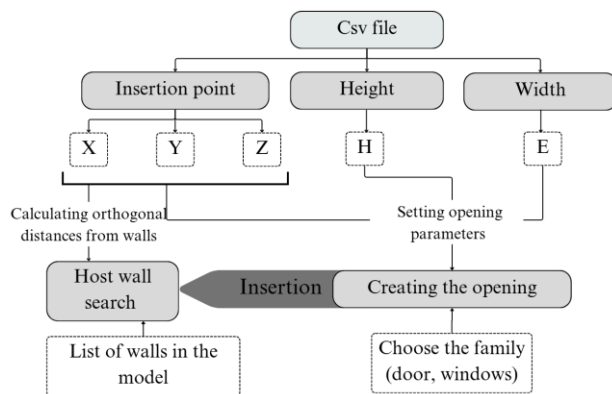 Csv file
Insertion point
Height
Width
X
Y
Z
H
E
Calculating orthogonal
distances from walls
Setting opening
parameters
Host wall
search
Insertion
Creating the opening
List of walls in the
model
Choose the family
(door, windows)